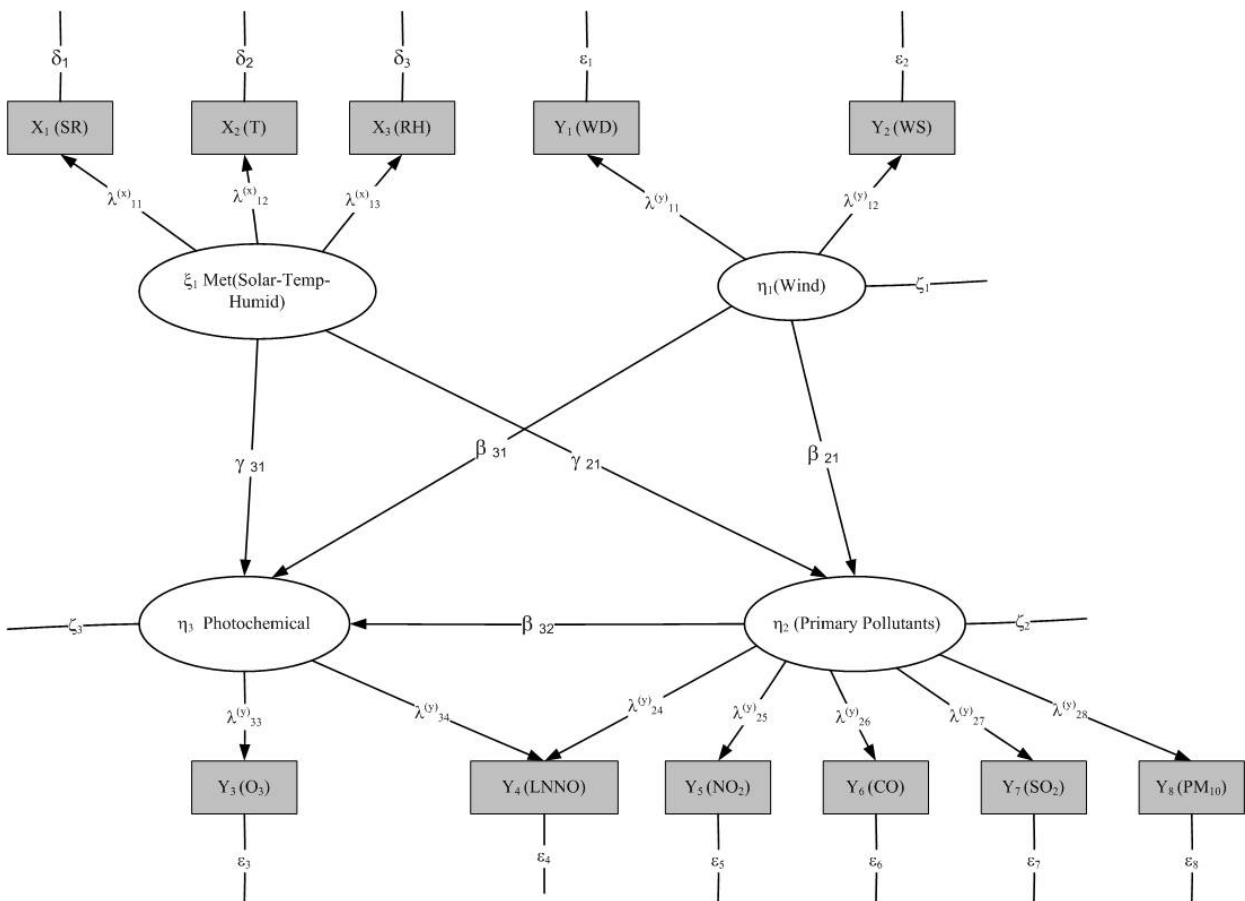 δ₁
δ₂
δ₃
ε₁
ε₂
X₁ (SR)
X₂ (T)
X₃ (RH)
Y₁ (WD)
Y₂ (WS)
λ⁽ˣ⁾₁₁
λ⁽ˣ⁾₁₂
λ⁽ˣ⁾₁₃
λ⁽ʸ⁾₁₁
λ⁽ʸ⁾₁₂
ξ₁ Met(Solar-Temp-
Humid)
η₁(Wind)
ζ₁
γ ₃₁
β ₃₁
γ ₂₁
β ₂₁
ζ₃
η₃ Photochemical
β ₃₂
η₂ (Primary Pollutants)
ζ₂
λ⁽ʸ⁾₃₃
λ⁽ʸ⁾₃₄
λ⁽ʸ⁾₂₄
λ⁽ʸ⁾₂₅
λ⁽ʸ⁾₂₆
λ⁽ʸ⁾₂₇
λ⁽ʸ⁾₂₈
Y₃ (O₃)
Y₄ (LNNO)
Y₅ (NO₂)
Y₆ (CO)
Y₇ (SO₂)
Y₈ (PM₁₀)
ε₃
ε₄
ε₅
ε₆
ε₇
ε₈